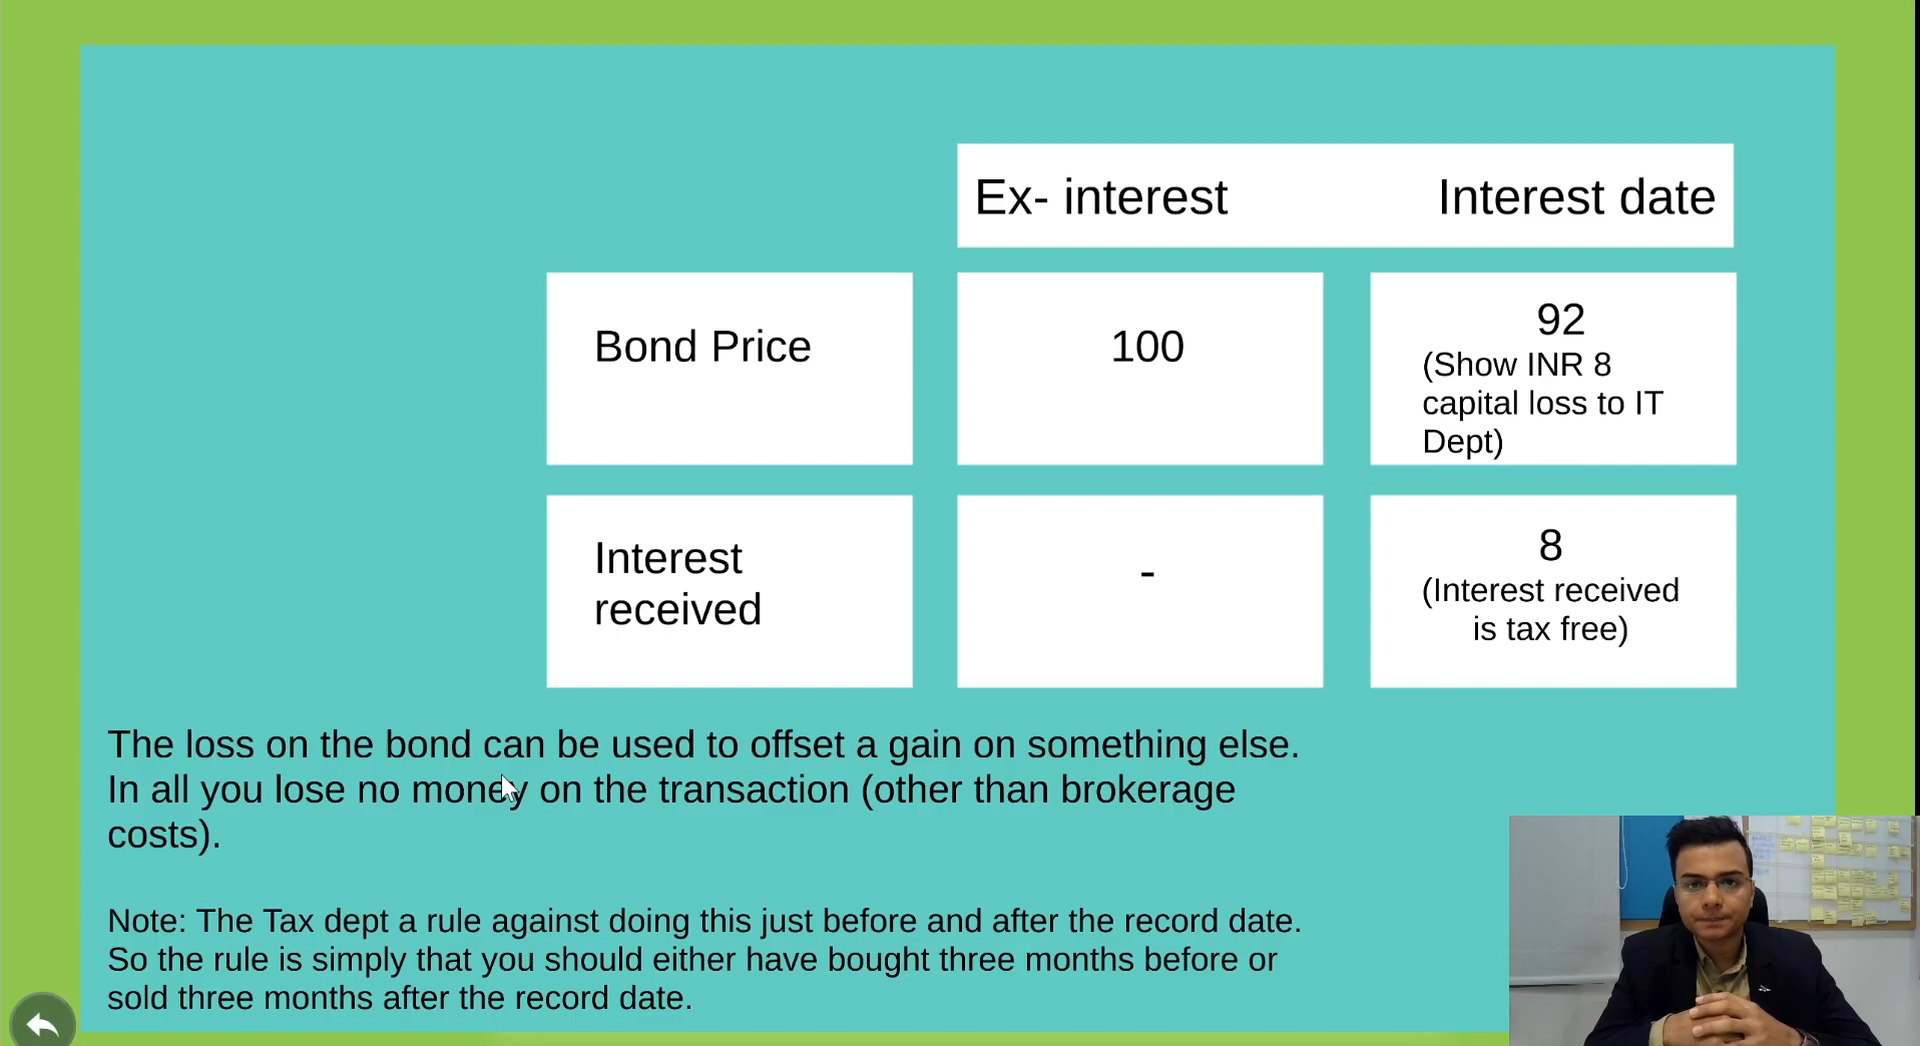 Ex- interest Interest date
Bond Price
100
92
(Show INR 8
capital loss to IT
Dept)
Interest
received
-
8
(Interest received
is tax free)
The loss on the bond can be used to offset a gain on something else.
In all you lose no money on the transaction (other than brokerage
costs).
Note: The Tax dept a rule against doing this just before and after the record date.
So the rule is simply that you should either have bought three months before or
sold three months after the record date.